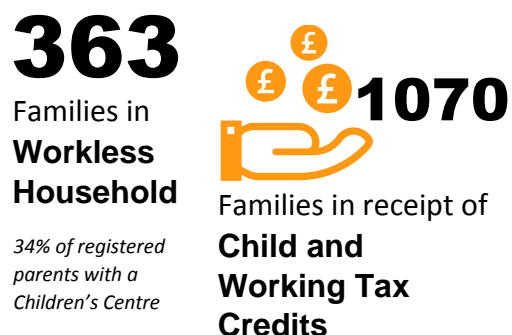 363
Families in
Workless
Household
34% of registered
parents with a
Children's Centre
£
£ £
1070
Families in receipt of
Child and
Working Tax
Credits